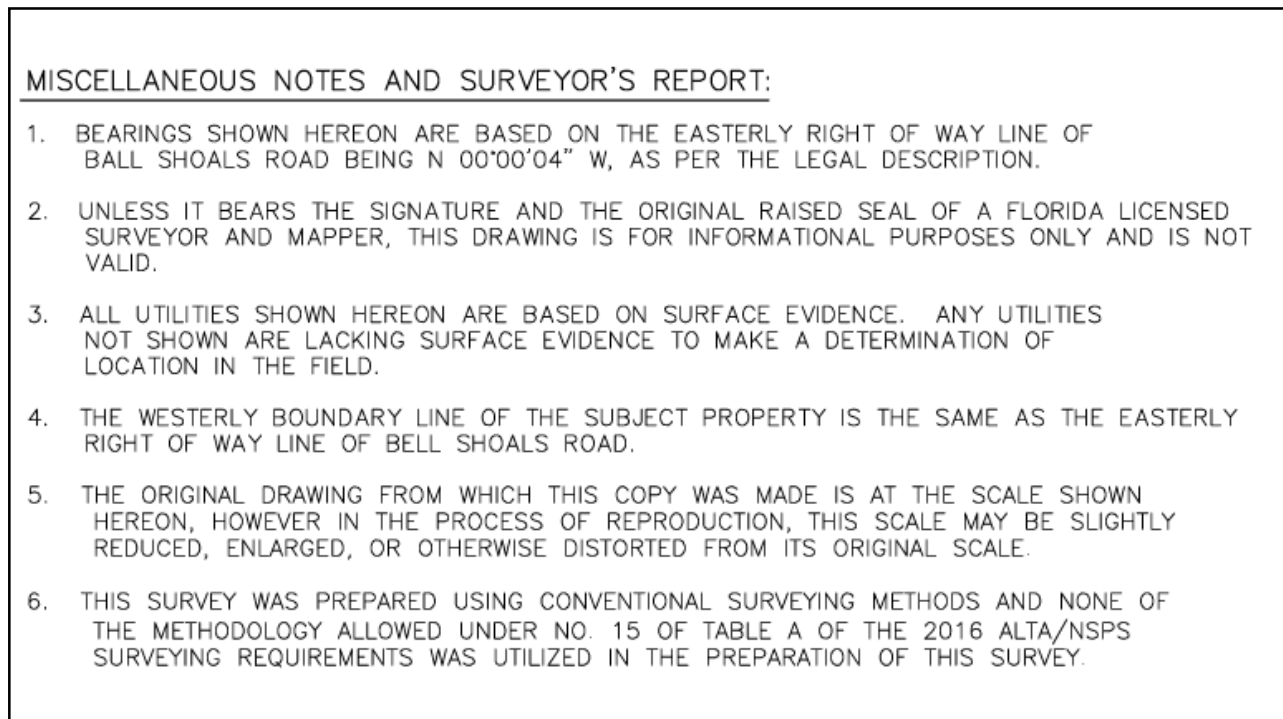 MISCELLANEOUS NOTES AND SURVEYOR'S REPORT:
1. BEARINGS SHOWN HEREON ARE BASED ON THE EASTERLY RIGHT OF WAY LINE OF
BALL SHOALS ROAD BEING N 00°00'04" W, AS PER THE LEGAL DESCRIPTION.
2. UNLESS IT BEARS THE SIGNATURE AND THE ORIGINAL RAISED SEAL OF A FLORIDA LICENSED
SURVEYOR AND MAPPER, THIS DRAWING IS FOR INFORMATIONAL PURPOSES ONLY AND IS NOT
VALID.
3. ALL UTILITIES SHOWN HEREON ARE BASED ON SURFACE EVIDENCE. ANY UTILITIES
NOT SHOWN ARE LACKING SURFACE EVIDENCE TO MAKE A DETERMINATION OF
LOCATION IN THE FIELD.
4. THE WESTERLY BOUNDARY LINE OF THE SUBJECT PROPERTY IS THE SAME AS THE EASTERLY
RIGHT OF WAY LINE OF BELL SHOALS ROAD.
5. THE ORIGINAL DRAWING FROM WHICH THIS COPY WAS MADE IS AT THE SCALE SHOWN
HEREON, HOWEVER IN THE PROCESS OF REPRODUCTION, THIS SCALE MAY BE SLIGHTLY
REDUCED, ENLARGED, OR OTHERWISE DISTORTED FROM ITS ORIGINAL SCALE.
6. THIS SURVEY WAS PREPARED USING CONVENTIONAL SURVEYING METHODS AND NONE OF
THE METHODOLOGY ALLOWED UNDER NO. 15 OF TABLE A OF THE 2016 ALTA/NSPS
SURVEYING REQUIREMENTS WAS UTILIZED IN THE PREPARATION OF THIS SURVEY.